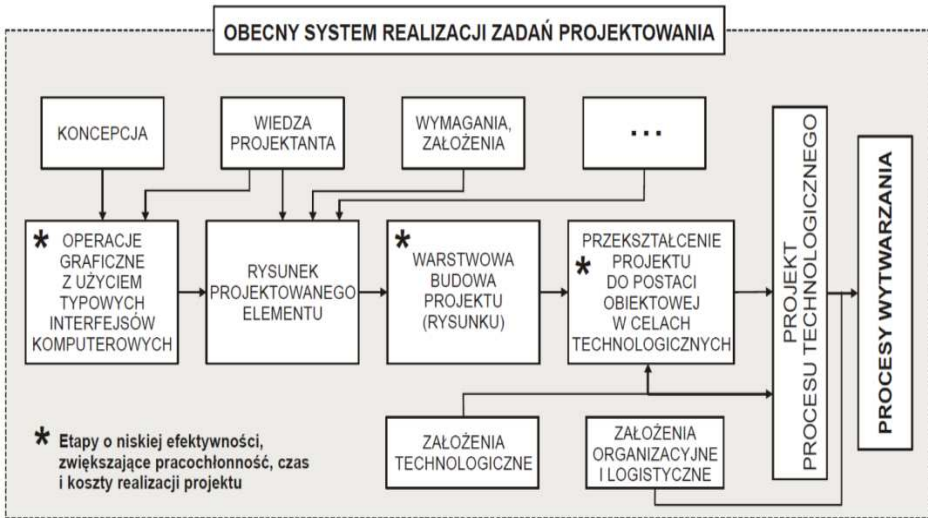 OBECNY SYSTEM REALIZACJI ZADAŃ PROJEKTOWANIA
KONCEPCJA
WIEDZA
PROJEKTANTA
WYMAGANIA,
ZAŁOŻENIA
...
* OPERACJE
GRAFICZNE
Z UŻYCIEM
TYPOWYCH
INTERFEJSÓW
KOMPUTEROWYCH
RYSUNEK
PROJEKTOWANEGO
ELEMENTU
* WARSTWOWA
BUDOWA
PROJEKTU
(RYSUNKU)
PRZEKSZTAŁCENIE
* PROJEKTU
DO POSTACI
OBIEKTOWEJ
W CELACH
TECHNOLOGICZNYCH
PROJEKT
PROCESU TECHNOLOGICZNEGO
PROCESY WYTWARZANIA
ZAŁOŻENIA
TECHNOLOGICZNE
ZAŁOŻENIA
ORGANIZACYJNE
I LOGISTYCZNE
* Etapy o niskiej efektywności,
zwiększające pracochłonność, czas
i koszty realizacji projektu